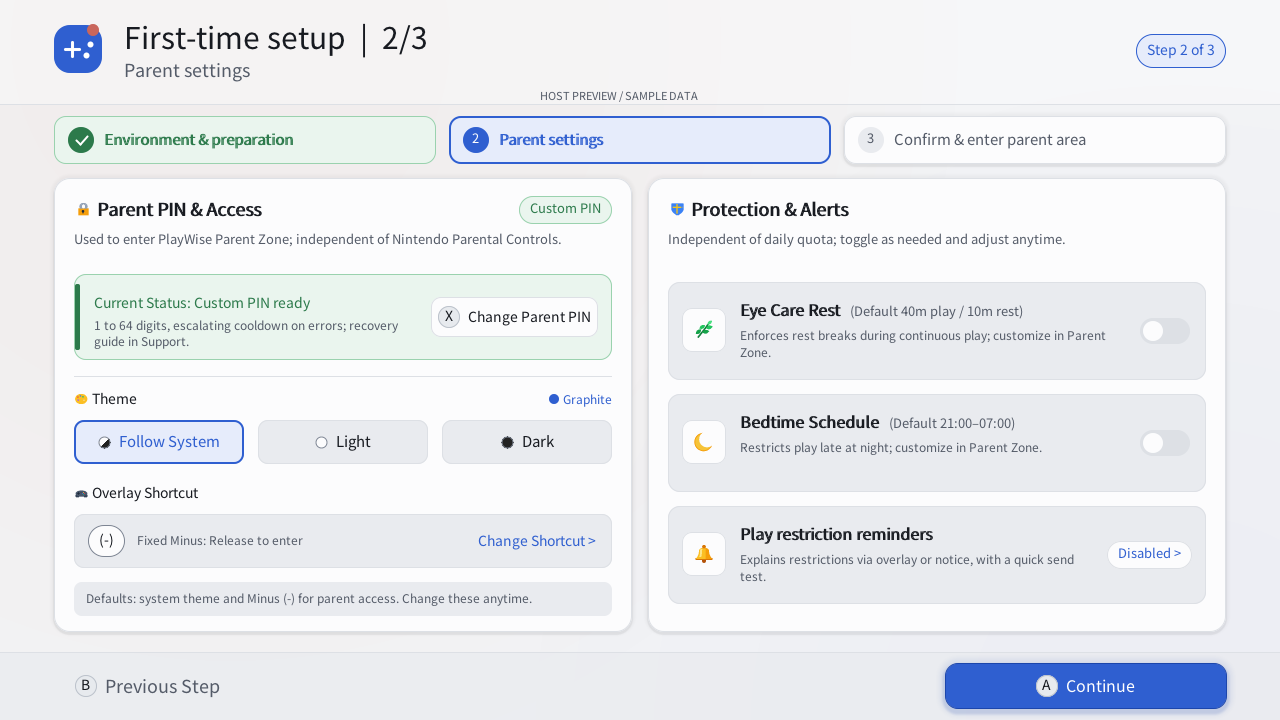 First-time setup | 2/3
Parent settings
Step 2 of 3
HOST PREVIEW / SAMPLE DATA
Environment & preparation
2 Parent settings
3 Confirm & enter parent area
Parent PIN & Access
Custom PIN
Used to enter PlayWise Parent Zone; independent of Nintendo Parental Controls.
Current Status: Custom PIN ready
1 to 64 digits, escalating cooldown on errors; recovery
guide in Support.
X Change Parent PIN
Theme
Graphite
Follow System
Light
Dark
Overlay Shortcut
(-) Fixed Minus: Release to enter
Change Shortcut >
Defaults: system theme and Minus (-) for parent access. Change these anytime.
Protection & Alerts
Independent of daily quota; toggle as needed and adjust anytime.
Eye Care Rest (Default 40m play / 10m rest)
Enforces rest breaks during continuous play; customize in Parent
Zone.
Bedtime Schedule (Default 21:00–07:00)
Restricts play late at night; customize in Parent Zone.
Play restriction reminders
Explains restrictions via overlay or notice, with a quick send
test.
Disabled >
B Previous Step
A Continue